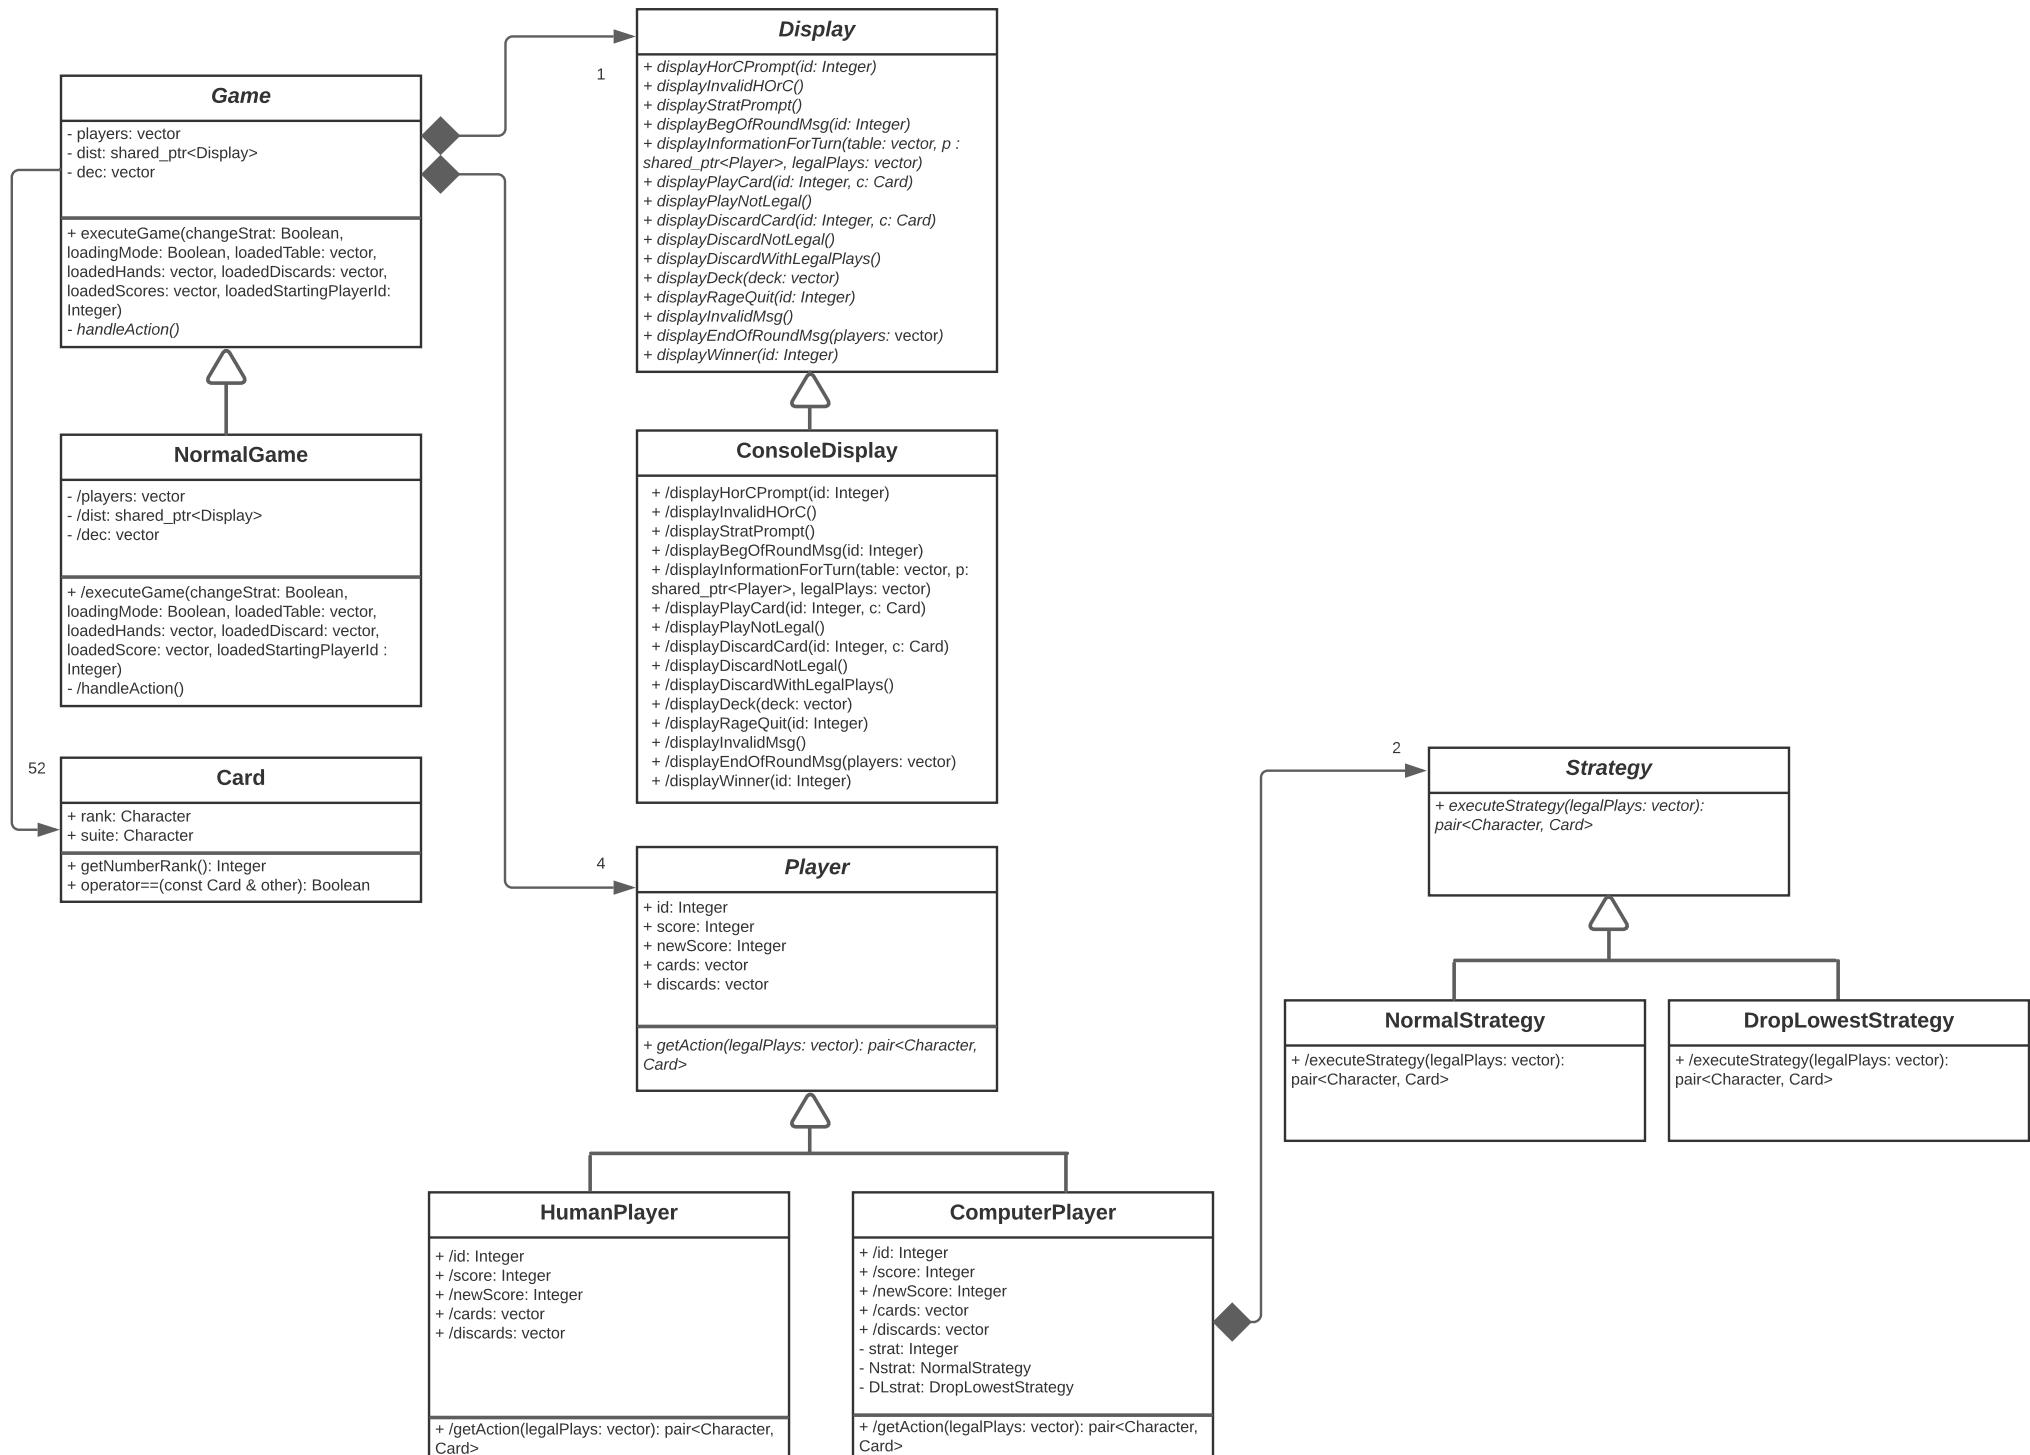 Game
- players: vector
- dist: shared_ptr<Display>
- dec: vector
+ executeGame(changeStrat: Boolean,
loadingMode: Boolean, loadedTable: vector,
loadedHands: vector, loadedDiscards: vector,
loadedScores: vector, loadedStartingPlayerId:
Integer)
- handleAction()
NormalGame
- /players: vector
- /dist: shared_ptr<Display>
- /dec: vector
+ /executeGame(changeStrat: Boolean,
loadingMode: Boolean, loadedTable: vector,
loadedHands: vector, loadedDiscard: vector,
loadedScore: vector, loadedStartingPlayerId :
Integer)
- /handleAction()
52
Card
+ rank: Character
+ suite: Character
+ getNumberRank(): Integer
+ operator==(const Card & other): Boolean
1
Display
+ displayHorCPrompt(id: Integer)
+ displayInvalidHOrC()
+ displayStratPrompt()
+ displayBegOfRoundMsg(id: Integer)
+ displayInformationForTurn(table: vector, p :
shared_ptr<Player>, legalPlays: vector)
+ displayPlayCard(id: Integer, c: Card)
+ displayPlayNotLegal()
+ displayDiscardCard(id: Integer, c: Card)
+ displayDiscardNotLegal()
+ displayDiscardWithLegalPlays()
+ displayDeck(deck: vector)
+ displayRageQuit(id: Integer)
+ displayInvalidMsg()
+ displayEndOfRoundMsg(players: vector)
+ displayWinner(id: Integer)
ConsoleDisplay
+ /displayHorCPrompt(id: Integer)
+ /displayInvalidHOrC()
+ /displayStratPrompt()
+ /displayBegOfRoundMsg(id: Integer)
+ /displayInformationForTurn(table: vector, p:
shared_ptr<Player>, legalPlays: vector)
+ /displayPlayCard(id: Integer, c: Card)
+ /displayPlayNotLegal()
+ /displayDiscardCard(id: Integer, c: Card)
+ /displayDiscardNotLegal()
+ /displayDiscardWithLegalPlays()
+ /displayDeck(deck: vector)
+ /displayRageQuit(id: Integer)
+ /displayInvalidMsg()
+ /displayEndOfRoundMsg(players: vector)
+ /displayWinner(id: Integer)
4
Player
+ id: Integer
+ score: Integer
+ newScore: Integer
+ cards: vector
+ discards: vector
+ getAction(legalPlays: vector): pair<Character,
Card>
HumanPlayer
+ /id: Integer
+ /score: Integer
+ /newScore: Integer
+ /cards: vector
+ /discards: vector
+ /getAction(legalPlays: vector): pair<Character,
Card>
ComputerPlayer
+ /id: Integer
+ /score: Integer
+ /newScore: Integer
+ /cards: vector
+ /discards: vector
- strat: Integer
- Nstrat: NormalStrategy
- DLstrat: DropLowestStrategy
+ /getAction(legalPlays: vector): pair<Character,
Card>
2
Strategy
+ executeStrategy(legalPlays: vector):
pair<Character, Card>
NormalStrategy
+ /executeStrategy(legalPlays: vector):
pair<Character, Card>
DropLowestStrategy
+ /executeStrategy(legalPlays: vector):
pair<Character, Card>